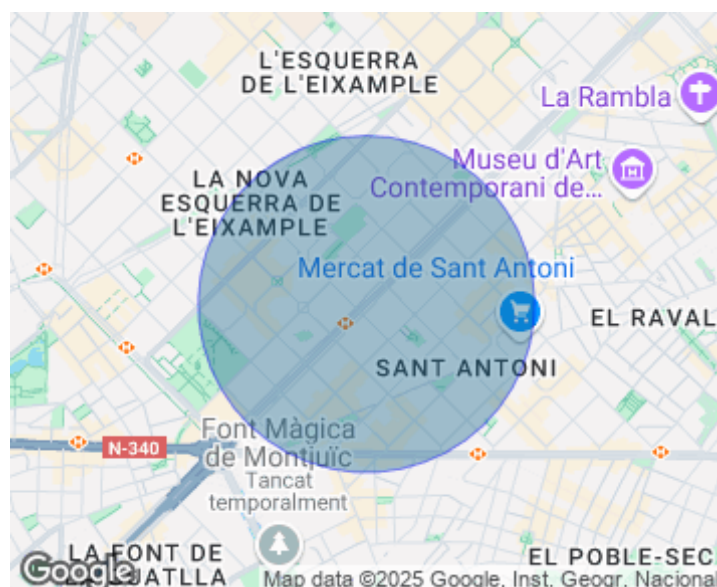 L'ESQUERRA
DE L'EIXAMPLE
La Rambla
Museu d'Art
Contemporani de...
LA NOVA
ESQUERRA DE
L'EIXAMPLE
Mercat de Sant Antoni
EL RAVAL
SANT ANTONI
N-340
Font Màgica
de Montjuïc
Tancat
temporalment
LA FONT DE
EL POBLE-SEC
Google
Map data ©2025 Google, Inst. Geogr. Nacional